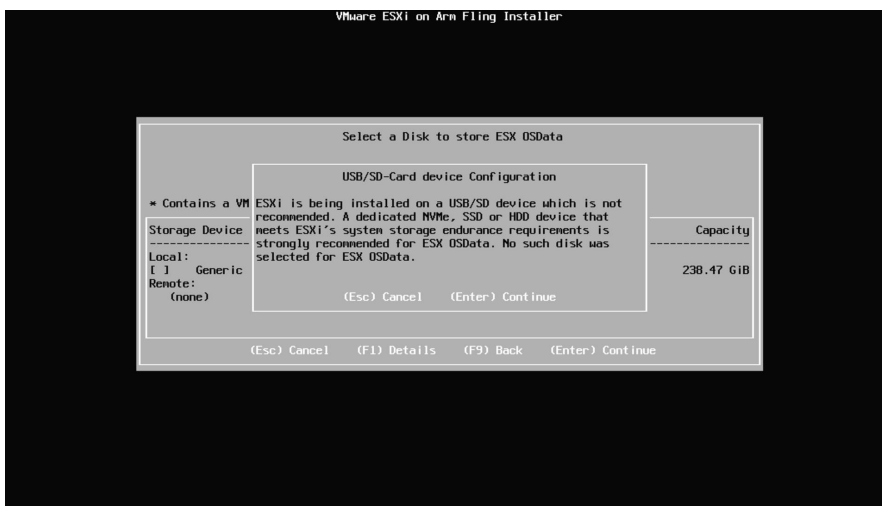 VMware ESXi on Arm Fling Installer
Select a Disk to store ESX OSData
USB/SD-Card device Configuration
* Contains a VM
ESXi is being installed on a USB/SD device which is not
recommended. A dedicated NVMe, SSD or HDD device that
meets ESXi's system storage endurance requirements is
strongly recommended for ESX OSData. No such disk was
selected for ESX OSData.
(Esc) Cancel (Enter) Continue
Storage Device Capacity
--------------- ---------------
Local:
[ ] Generic 238.47 GiB
Remote:
(none)
(Esc) Cancel (F1) Details (F9) Back (Enter) Continue